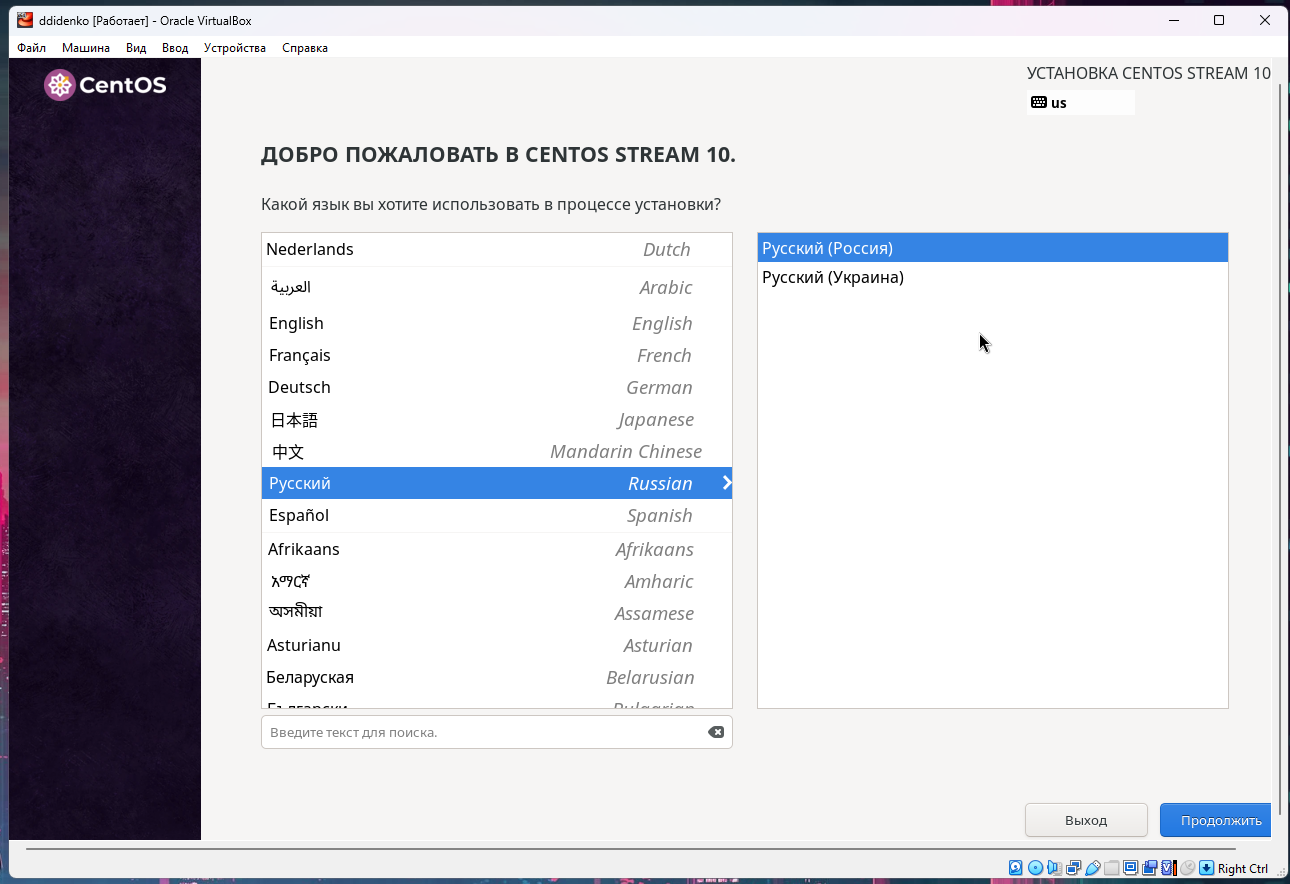 ddidenko [Работает] - Oracle VirtualBox
Файл Машина Вид Ввод Устройства Справка
CentOS
УСТАНОВКА CENTOS STREAM 10
us
ДОБРО ПОЖАЛОВАТЬ В CENTOS STREAM 10.
Какой язык вы хотите использовать в процессе установки?
Nederlands Dutch
العربية Arabic
English English
Français French
Deutsch German
日本語 Japanese
中文 Mandarin Chinese
Русский Russian
Español Spanish
Afrikaans Afrikaans
አማርኛ Amharic
অসমীয়া Assamese
Asturianu Asturian
Беларуская Belarusian
Български Bulgarian
Русский (Россия)
Русский (Украина)
Введите текст для поиска.
Выход Продолжить
Right Ctrl